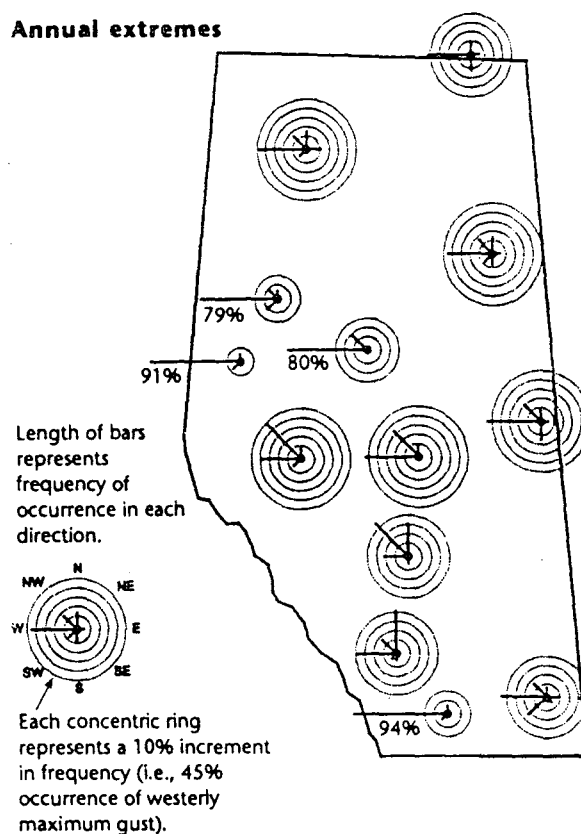 Annual extremes
79%
80%
91%
Length of bars
represents
frequency of
occurrence in each
direction.
N
NW
NE
W
E
SW
SE
S
Each concentric ring
represents a 10% increment
in frequency (i.e., 45%
occurrence of westerly
maximum gust).
94%